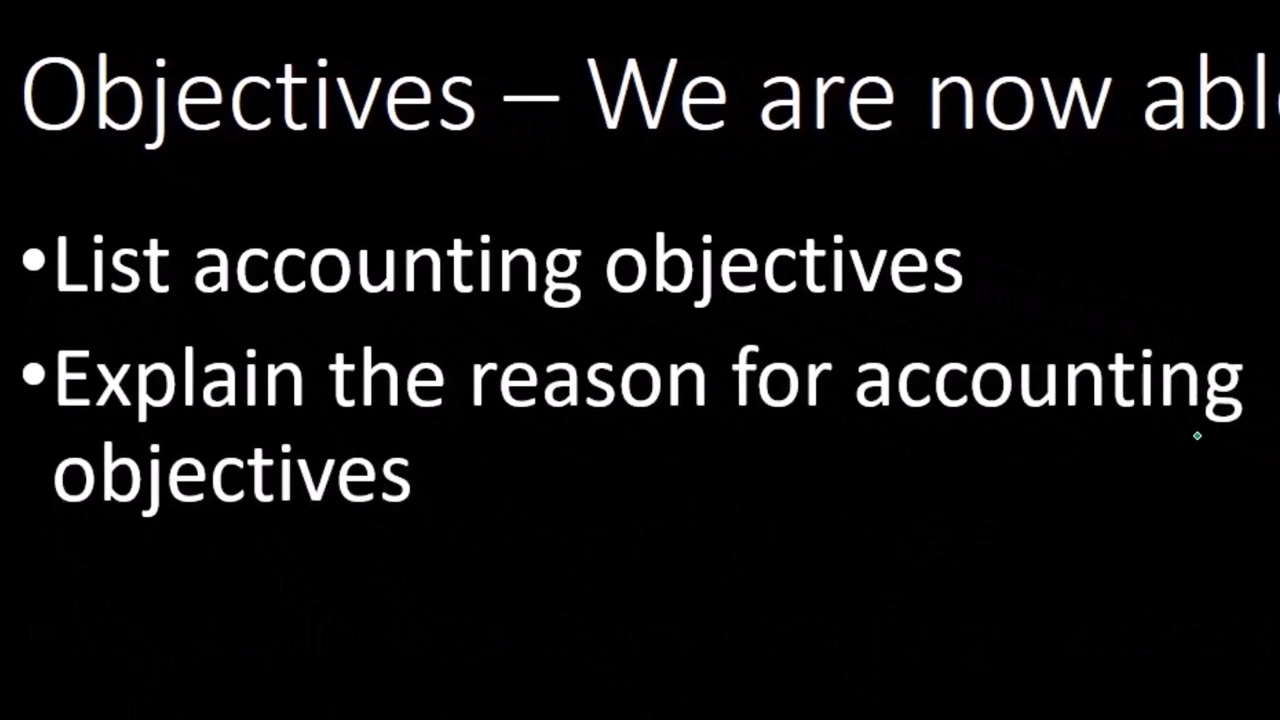 Objectives – We are now abl
•List accounting objectives
•Explain the reason for accounting
objectives